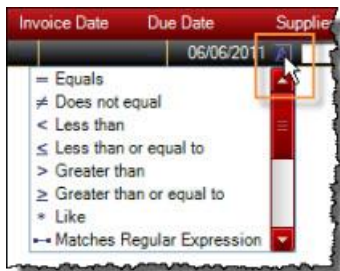 Invoice Date Due Date Supplie
06/06/2011
= Equals
≠ Does not equal
< Less than
≤ Less than or equal to
> Greater than
≥ Greater than or equal to
* Like
Matches Regular Expression